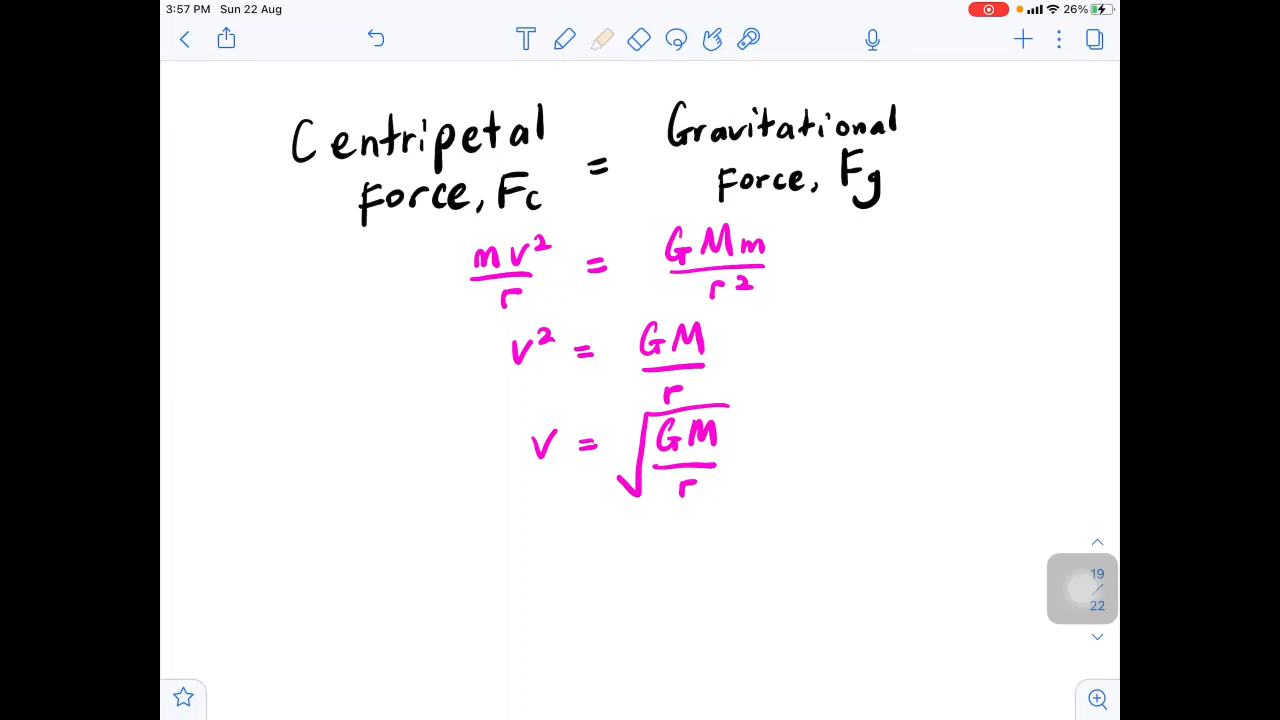 3:57 PM Sun 22 Aug 26%
T
Centripetal Force, Fc = Gravitational Force, Fg
mv²/r = GMm/r²
v² = GM/r
v = √(GM/r)
19
/
22